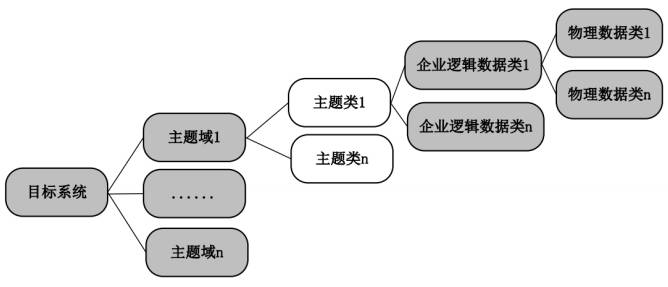 物理数据类1
企业逻辑数据类1
主题类1
物理数据类n
主题域1
企业逻辑数据类n
主题类n
目标系统
......
主题域n